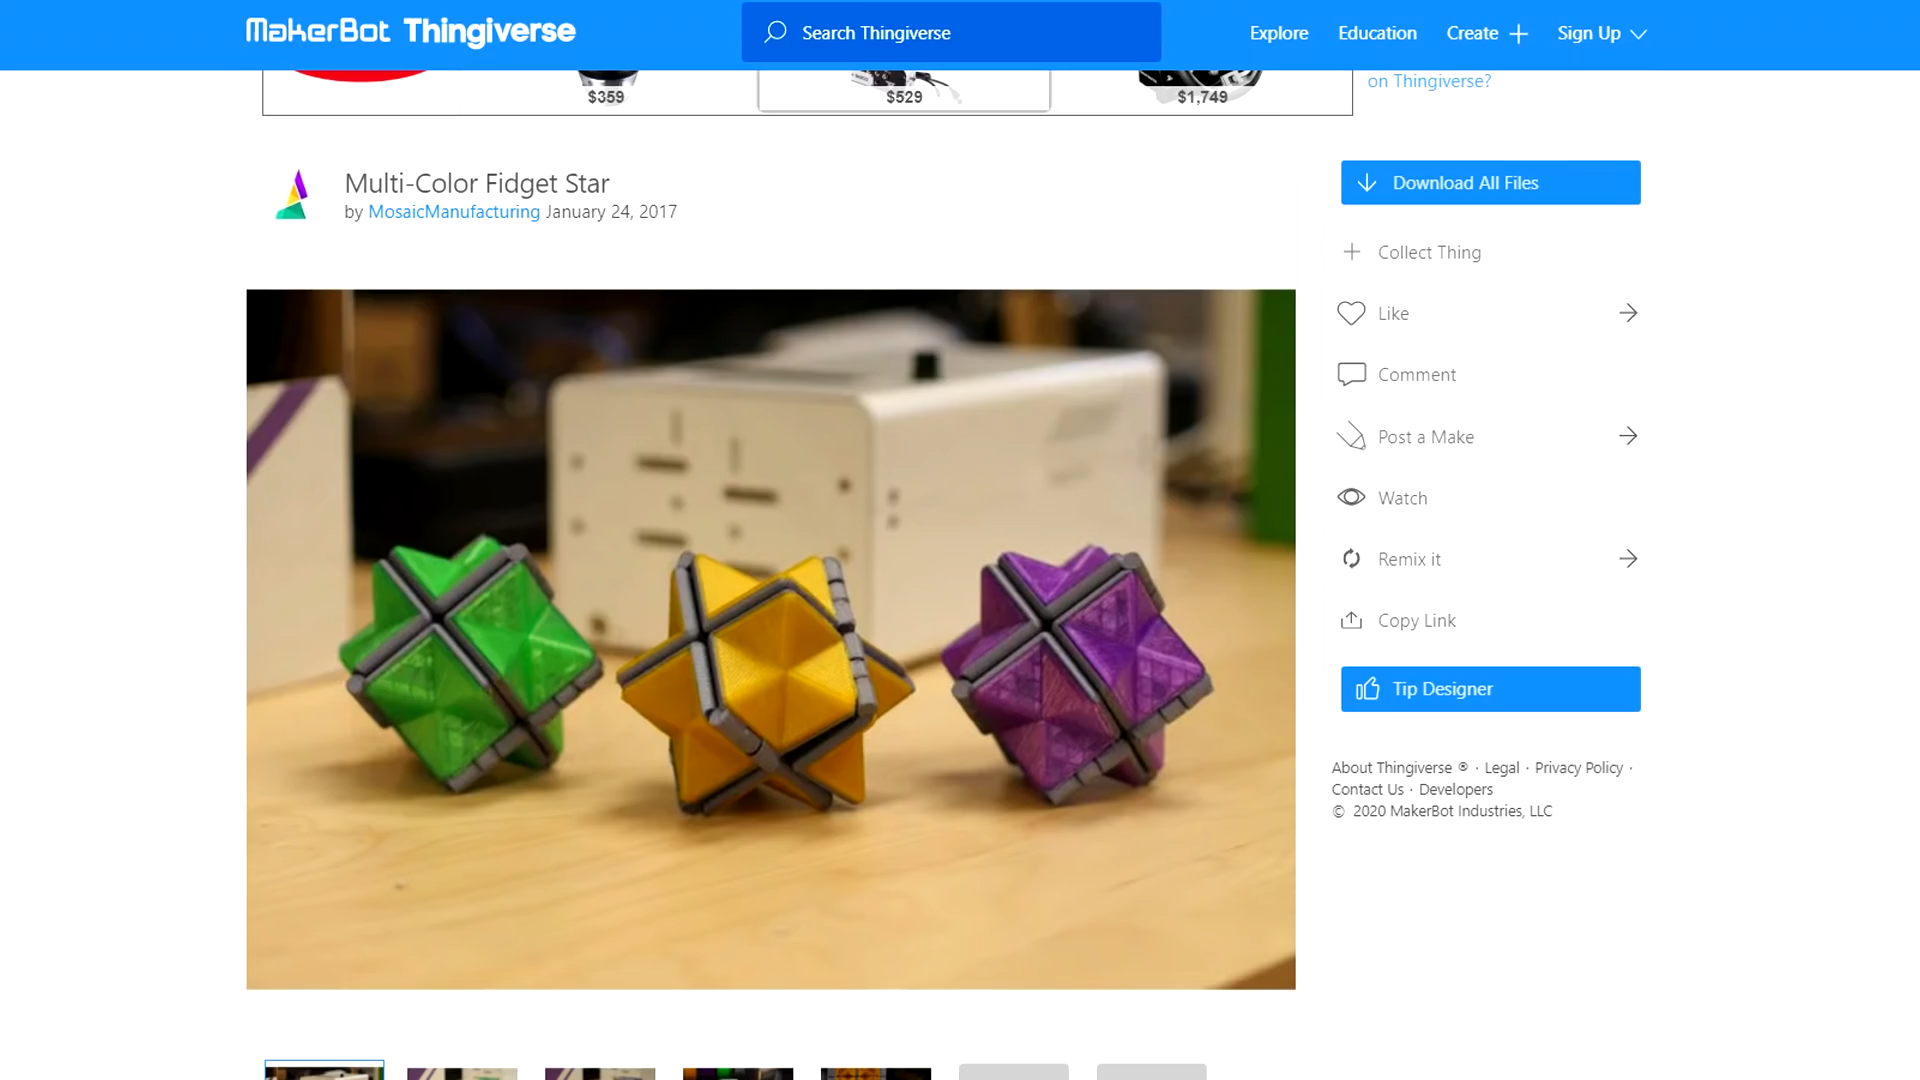 MakerBot Thingiverse
Search Thingiverse
Explore
Education
Create
Sign Up
$359
$529
$1,749
on Thingiverse?
Multi-Color Fidget Star
by MosaicManufacturing January 24, 2017
Download All Files
Collect Thing
Like
Comment
Post a Make
Watch
Remix it
Copy Link
Tip Designer
About Thingiverse ® · Legal · Privacy Policy ·
Contact Us · Developers
© 2020 MakerBot Industries, LLC